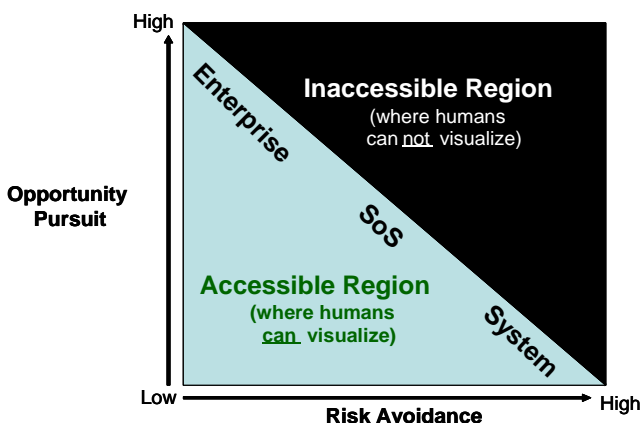 High
Enterprise
Inaccessible Region
(where humans
can not visualize)
Opportunity
Pursuit
SoS
Accessible Region
(where humans
can visualize)
System
Low
High
Risk Avoidance